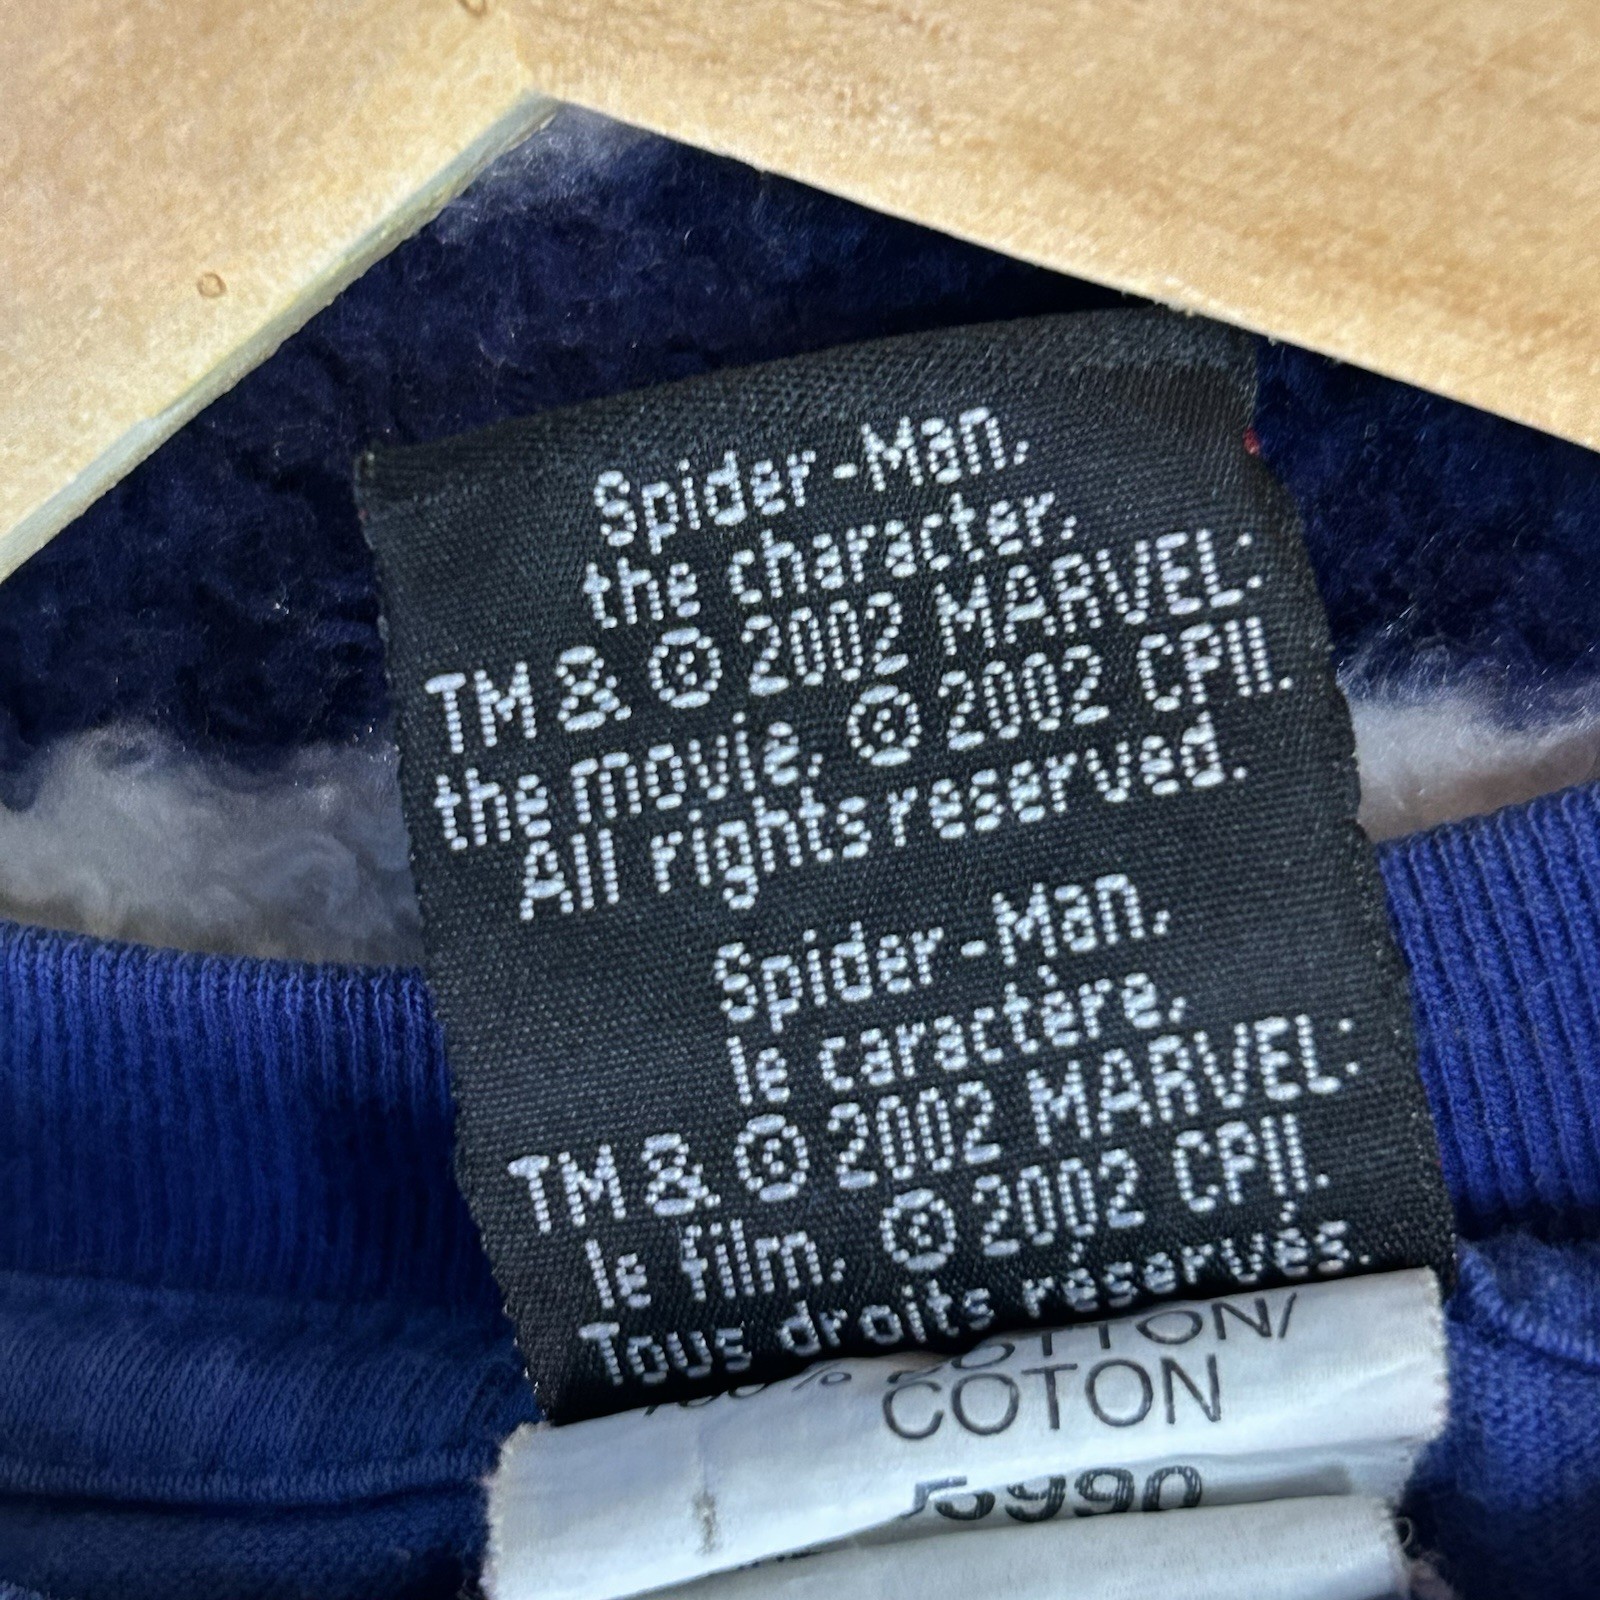 Spider-Man,
the character,
TM & ® 2002 MARVEL:
the movie, ® 2002 CPII.
All rights reserved.
Spider-Man,
le caractère,
TM & ® 2002 MARVEL:
le film, ® 2002 CPII.
Tous droits réservés.
100% COTTON/
COTON